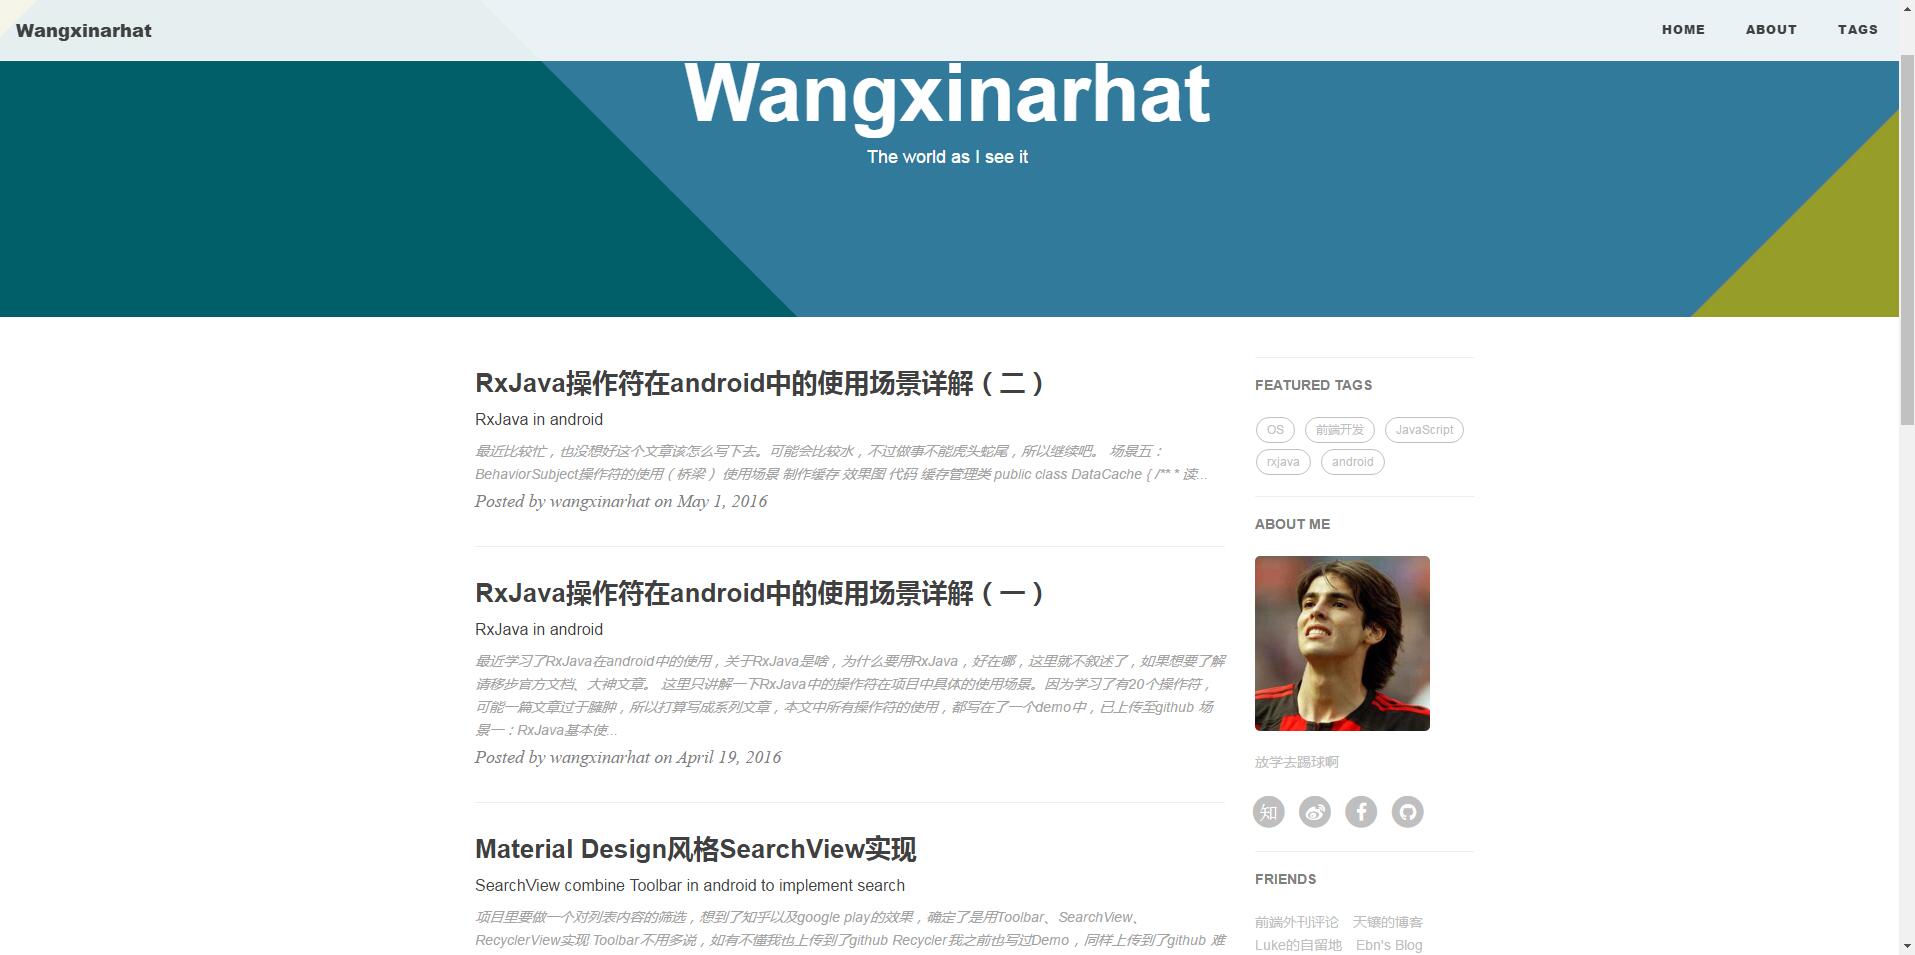 Wangxinarhat
HOME ABOUT TAGS
Wangxinarhat
The world as I see it
RxJava操作符在android中的使用场景详解（二）
RxJava in android
最近比较忙，也没想好这个文章该怎么写下去。可能会比较水，不过做事不能虎头蛇尾，所以继续吧。 场景五：
BehaviorSubject操作符的使用（桥梁） 使用场景 制作缓存 效果图 代码 缓存管理类 public class DataCache { /** * 读...
Posted by wangxinarhat on May 1, 2016
RxJava操作符在android中的使用场景详解（一）
RxJava in android
最近学习了RxJava在android中的使用，关于RxJava是啥，为什么要用RxJava，好在哪，这里就不叙述了，如果想要了解
请移步官方文档、大神文章。 这里只讲解一下RxJava中的操作符在项目中具体的使用场景。因为学习了有20个操作符，
可能一篇文章过于臃肿，所以打算写成系列文章，本文中所有操作符的使用，都写在了一个demo中，已上传至github 场
景一：RxJava基本使...
Posted by wangxinarhat on April 19, 2016
Material Design风格SearchView实现
SearchView combine Toolbar in android to implement search
项目里要做一个对列表内容的筛选，想到了知乎以及google play的效果，确定了是用Toolbar、SearchView、
RecyclerView实现 Toolbar不用多说，如有不懂我也上传到了github Recycler我之前也写过Demo，同样上传到了github 难
FEATURED TAGS
OS 前端开发 JavaScript
rxjava android
ABOUT ME
放学去踢球啊
知
FRIENDS
前端外刊评论 天镶的博客
Luke的自留地 Ebn's Blog